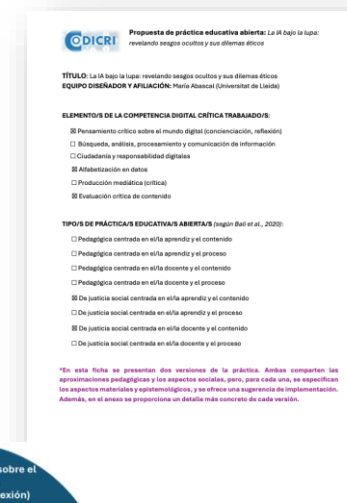 CODICRI
Propuesta de práctica educativa abierta: La IA bajo la lupa:
revelando sesgos ocultos y sus dilemas éticos
TÍTULO: La IA bajo la lupa: revelando sesgos ocultos y sus dilemas éticos
EQUIPO DISEÑADOR Y AFILIACIÓN: María Abascal (Universitat de Lleida)
ELEMENTO/S DE LA COMPETENCIA DIGITAL CRÍTICA TRABAJADO/S:
☒ Pensamiento crítico sobre el mundo digital (concienciación, reflexión)
☐ Búsqueda, análisis, procesamiento y comunicación de información
☐ Ciudadanía y responsabilidad digitales
☒ Alfabetización en datos
☐ Producción mediática (crítica)
☒ Evaluación crítica de contenido
TIPO/S DE PRÁCTICA/S EDUCATIVA/S ABIERTA/S (según Bali et al., 2020):
☐ Pedagógica centrada en el/la aprendiz y el contenido
☐ Pedagógica centrada en el/la aprendiz y el proceso
☐ Pedagógica centrada en el/la docente y el contenido
☐ Pedagógica centrada en el/la docente y el proceso
☒ De justicia social centrada en el/la aprendiz y el contenido
☐ De justicia social centrada en el/la aprendiz y el proceso
☒ De justicia social centrada en el/la docente y el contenido
☐ De justicia social centrada en el/la docente y el proceso
*En esta ficha se presentan dos versiones de la práctica. Ambas comparten las
aproximaciones pedagógicas y los aspectos sociales, pero, para cada una, se especifican
los aspectos materiales y epistemológicos, y se ofrece una sugerencia de implementación.
Además, en el anexo se proporciona un detalle más concreto de cada versión.
sobre el
exión)